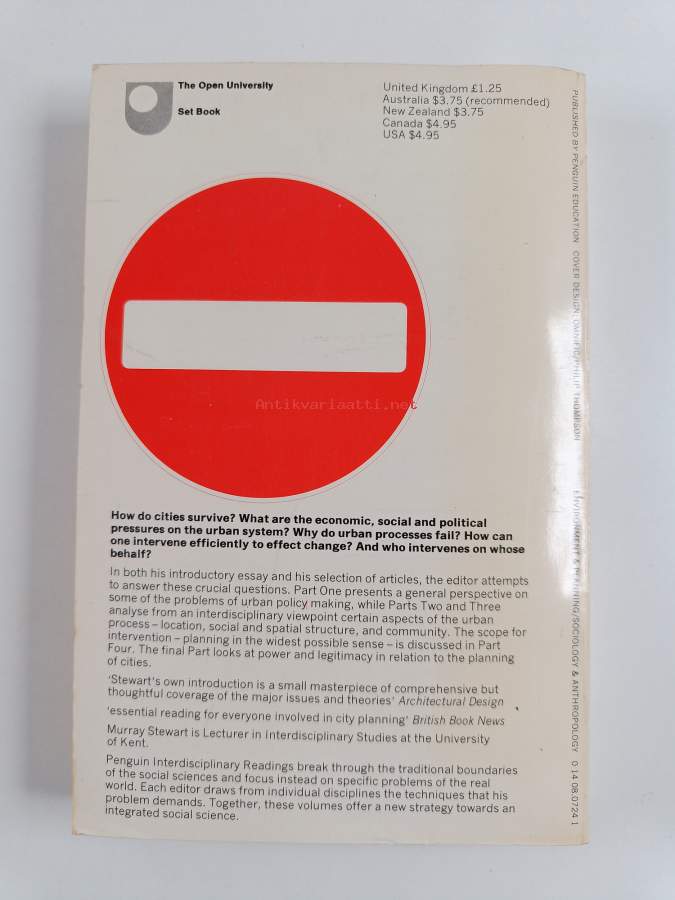 The Open University
Set Book
United Kingdom £1.25
Australia $3.75 (recommended)
New Zealand $3.75
Canada $4.95
USA $4.95
Antikvariaatti.net
How do cities survive? What are the economic, social and political
pressures on the urban system? Why do urban processes fail? How can
one intervene efficiently to effect change? And who intervenes on whose
behalf?
In both his introductory essay and his selection of articles, the editor attempts
to answer these crucial questions. Part One presents a general perspective on
some of the problems of urban policy making, while Parts Two and Three
analyse from an interdisciplinary viewpoint certain aspects of the urban
process – location, social and spatial structure, and community. The scope for
intervention – planning in the widest possible sense – is discussed in Part
Four. The final Part looks at power and legitimacy in relation to the planning
of cities.
'Stewart's own introduction is a small masterpiece of comprehensive but
thoughtful coverage of the major issues and theories' Architectural Design
'essential reading for everyone involved in city planning' British Book News
Murray Stewart is Lecturer in Interdisciplinary Studies at the University
of Kent.
Penguin Interdisciplinary Readings break through the traditional boundaries
of the social sciences and focus instead on specific problems of the real
world. Each editor draws from individual disciplines the techniques that his
problem demands. Together, these volumes offer a new strategy towards an
integrated social science.
PUBLISHED BY PENGUIN EDUCATION COVER DESIGN: OMNIFIC/PHILIP THOMPSON ENVIRONMENT & PLANNING/SOCIOLOGY & ANTHROPOLOGY 0 14 08.0724 1